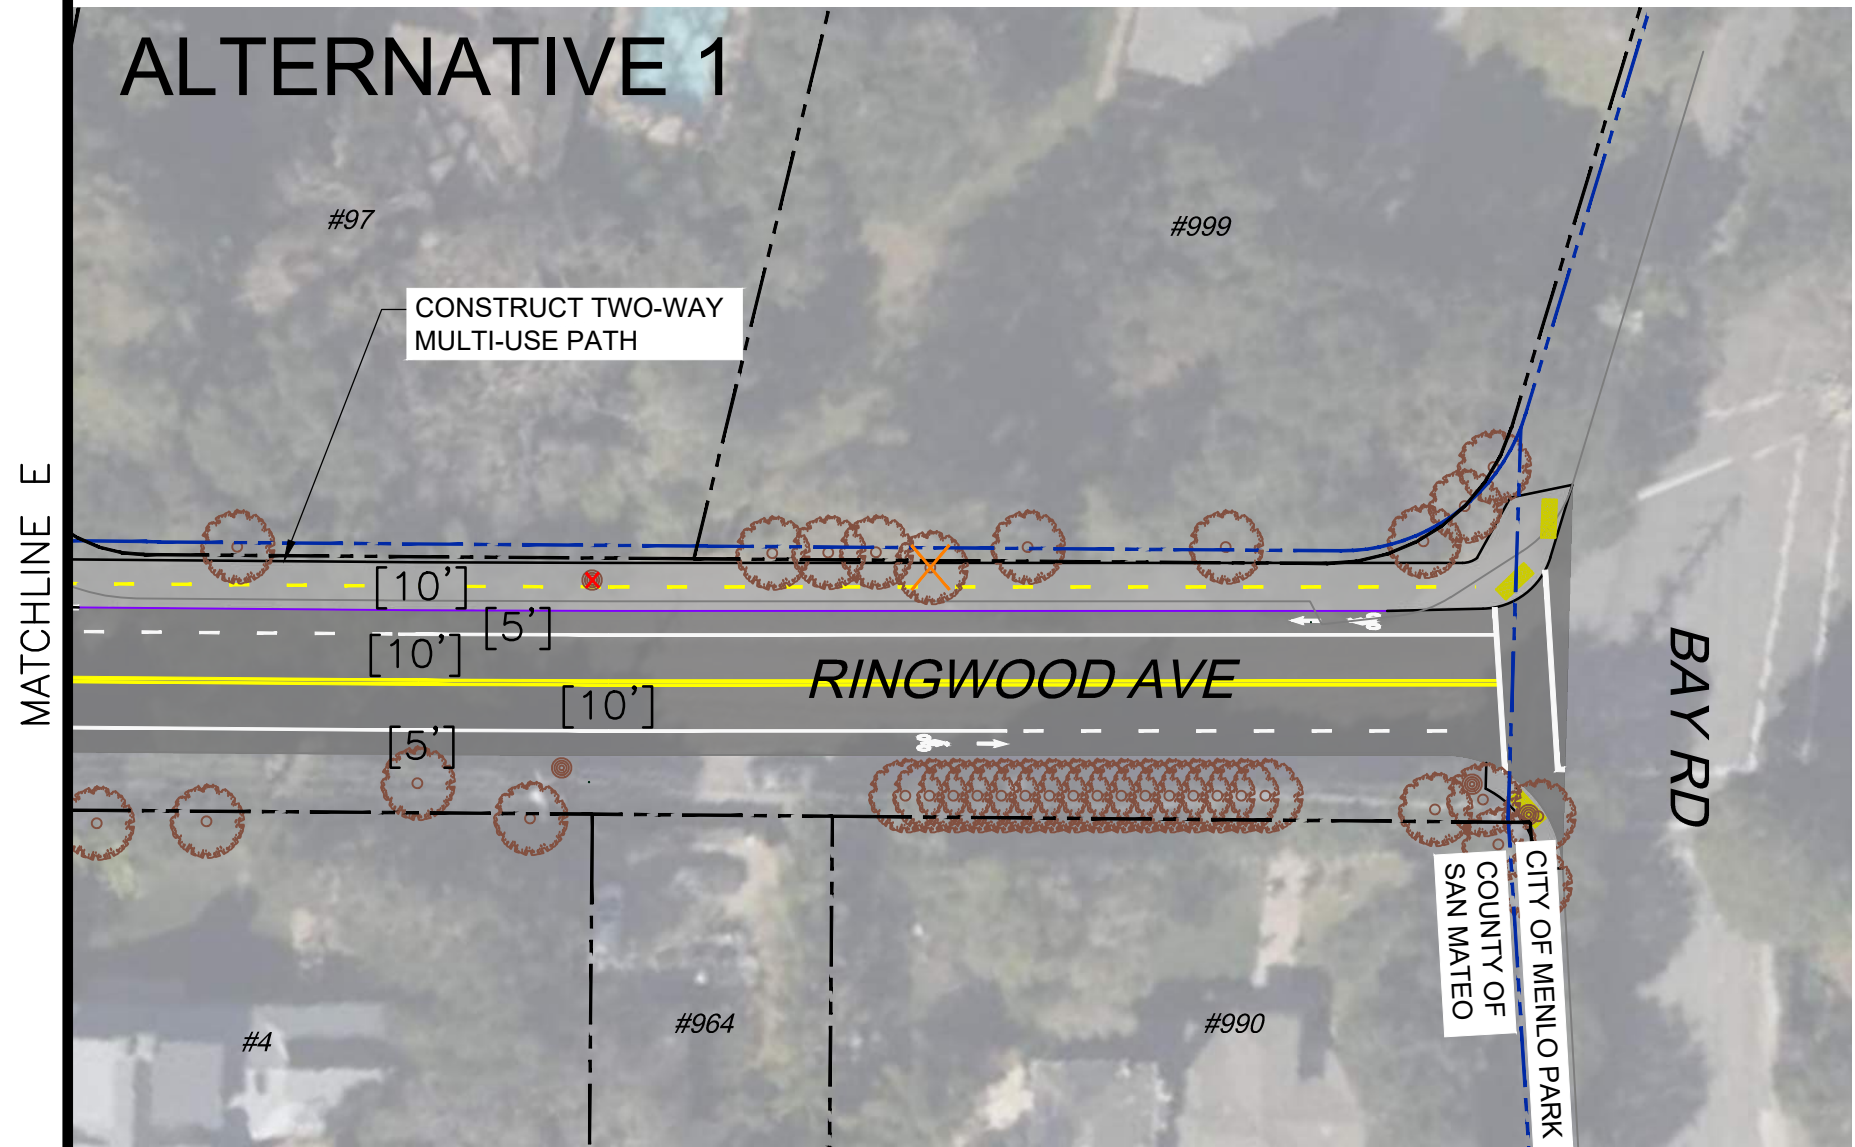 ALTERNATIVE 1
#97
#999
CONSTRUCT TWO-WAY
MULTI-USE PATH
MATCHLINE E
[10']
[5']
[10']
RINGWOOD AVE
[10']
[5']
BAY RD
CITY OF MENLO PARK
COUNTY OF
SAN MATEO
#4
#964
#990